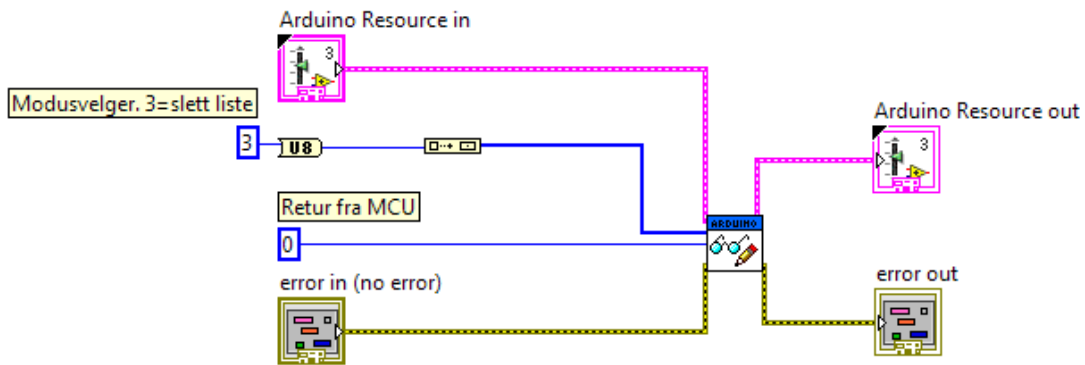 Arduino Resource in
3
Modusvelger. 3=slett liste
3
U8
Arduino Resource out
3
Retur fra MCU
0
ARDUINO
error in (no error)
error out